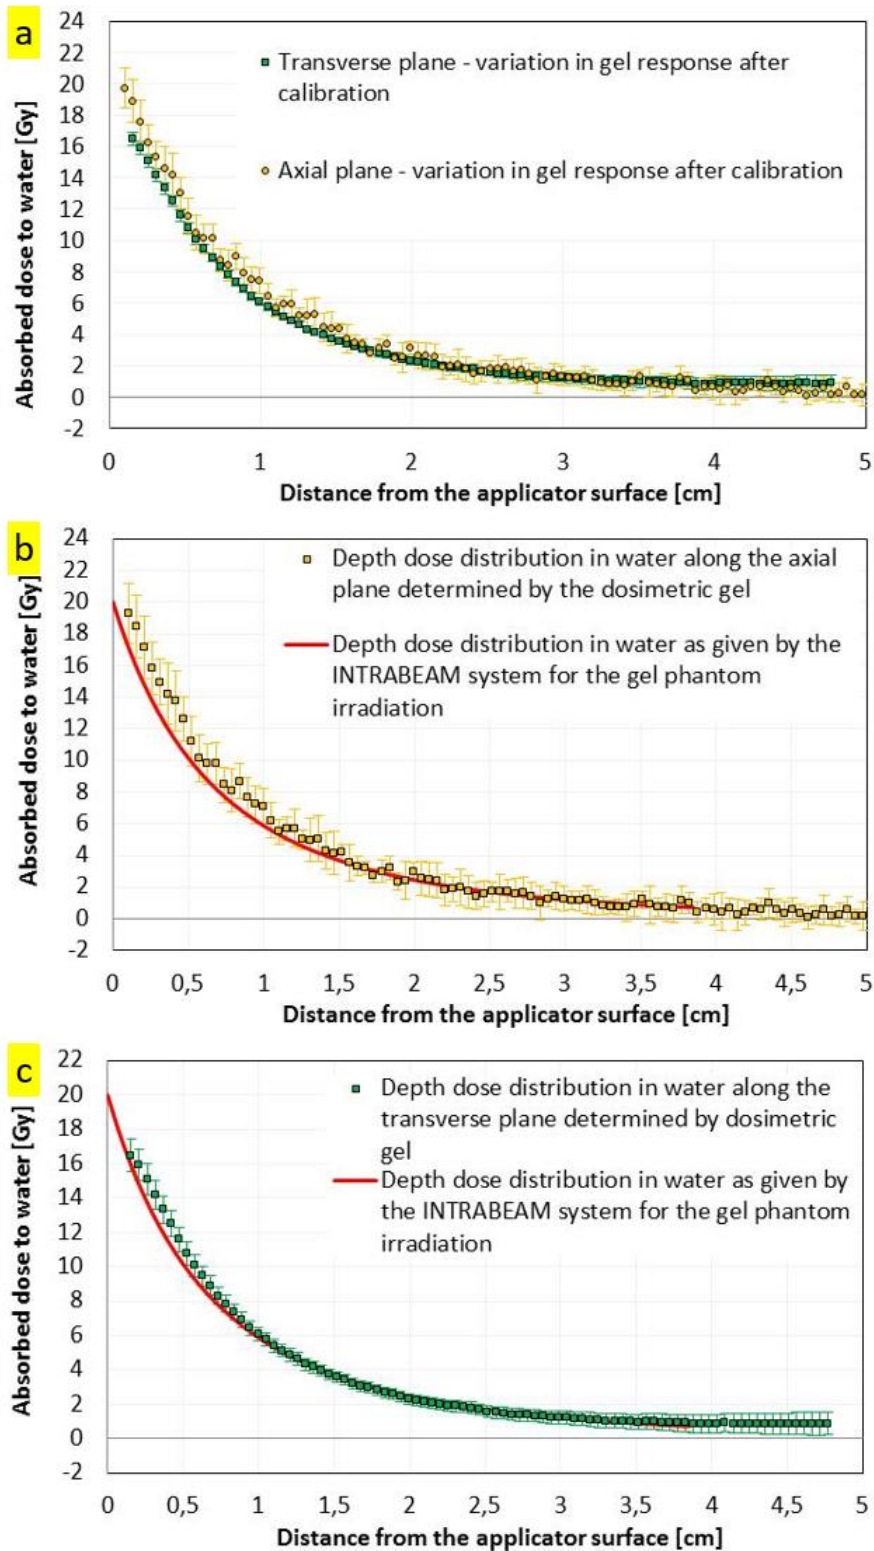 a
Absorbed dose to water [Gy]
24
22
20
18
16
14
12
10
8
6
4
2
0
-2
Transverse plane - variation in gel response after
calibration
Axial plane - variation in gel response after calibration
0 1 2 3 4 5
Distance from the applicator surface [cm]
b
Absorbed dose to water [Gy]
24
22
20
18
16
14
12
10
8
6
4
2
0
-2
Depth dose distribution in water along the axial
plane determined by the dosimetric gel
Depth dose distribution in water as given by the
INTRABEAM system for the gel phantom
irradiation
0 0,5 1 1,5 2 2,5 3 3,5 4 4,5 5
Distance from the applicator surface [cm]
c
Absorbed dose to water [Gy]
22
20
18
16
14
12
10
8
6
4
2
0
-2
Depth dose distribution in water along the
transverse plane determined by dosimetric
gel
Depth dose distribution in water as given by
the INTRABEAM system for the gel phantom
irradiation
0 0,5 1 1,5 2 2,5 3 3,5 4 4,5 5
Distance from the applicator surface [cm]